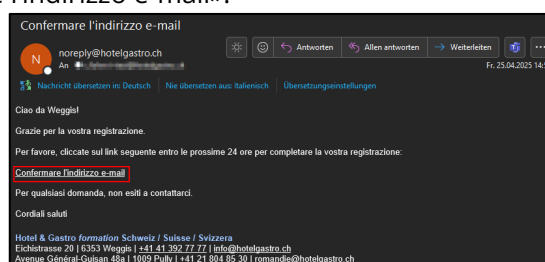 l'indirizzo e-mail».
Confermare l'indirizzo e-mail
N
noreply@hotelgastro.ch
Antworten
Allen antworten
Weiterleiten
An
Fr. 25.04.2025
Nachricht übersetzen in: Deutsch
Nie übersetzen aus: Italienisch
Übersetzungseinstellungen
Ciao da Weggis!
Grazie per la vostra registrazione.
Per favore, cliccate sul link seguente entro le prossime 24 ore per completare la vostra registrazione:
Confermare l'indirizzo e-mail
Per qualsiasi domanda, non esiti a contattarci.
Cordiali saluti
Hotel & Gastro formation Schweiz / Suisse / Svizzera
Eichistrasse 20 | 6353 Weggis | +41 41 392 77 77 | info@hotelgastro.ch
Avenue Général-Guisan 48a | 1009 Pully | +41 21 804 85 30 | romandie@hotelgastro.ch